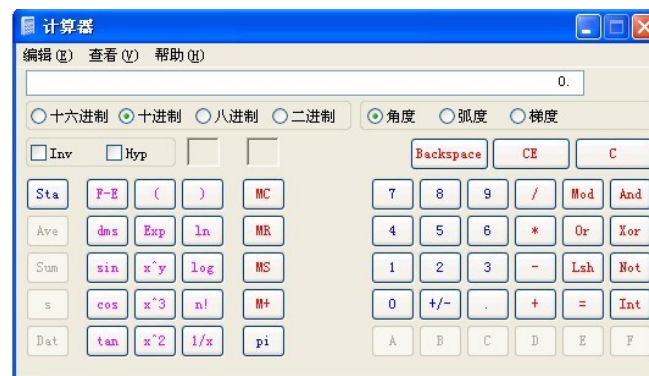 计算器
编辑(E) 查看(V) 帮助(H)
0.
十六进制 十进制 八进制 二进制 角度 弧度 梯度
Inv Hyp Backspace CE C
Sta F-E ( ) MC 7 8 9 / Mod And
Ave dms Exp ln MR 4 5 6 * Or Xor
Sum sin x^y log MS 1 2 3 - Lsh Not
s cos x^3 n! M+ 0 +/- . + = Int
Dat tan x^2 1/x pi A B C D E F